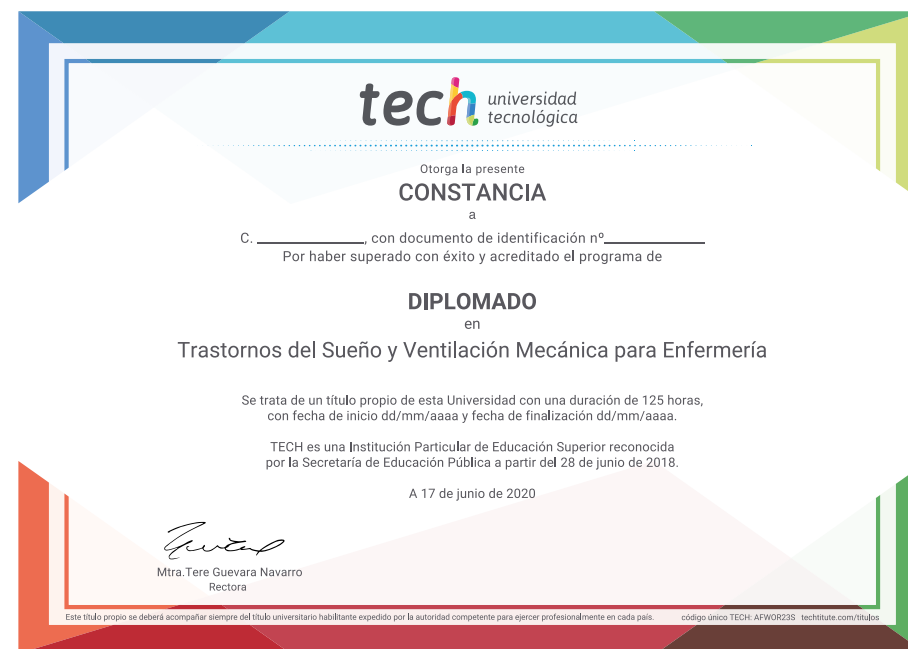 tech universidad
tecnológica
Otorga la presente
CONSTANCIA
a
C. ______________, con documento de identificación nº_____________
Por haber superado con éxito y acreditado el programa de
DIPLOMADO
en
Trastornos del Sueño y Ventilación Mecánica para Enfermería
Se trata de un título propio de esta Universidad con una duración de 125 horas,
con fecha de inicio dd/mm/aaaa y fecha de finalización dd/mm/aaaa.
TECH es una Institución Particular de Educación Superior reconocida
por la Secretaría de Educación Pública a partir del 28 de junio de 2018.
A 17 de junio de 2020
Mtra.Tere Guevara Navarro
Rectora
Este título propio se deberá acompañar siempre del título universitario habilitante expedido por la autoridad competente para ejercer profesionalmente en cada país. código único TECH: AFWOR23S techtitute.com/titulos